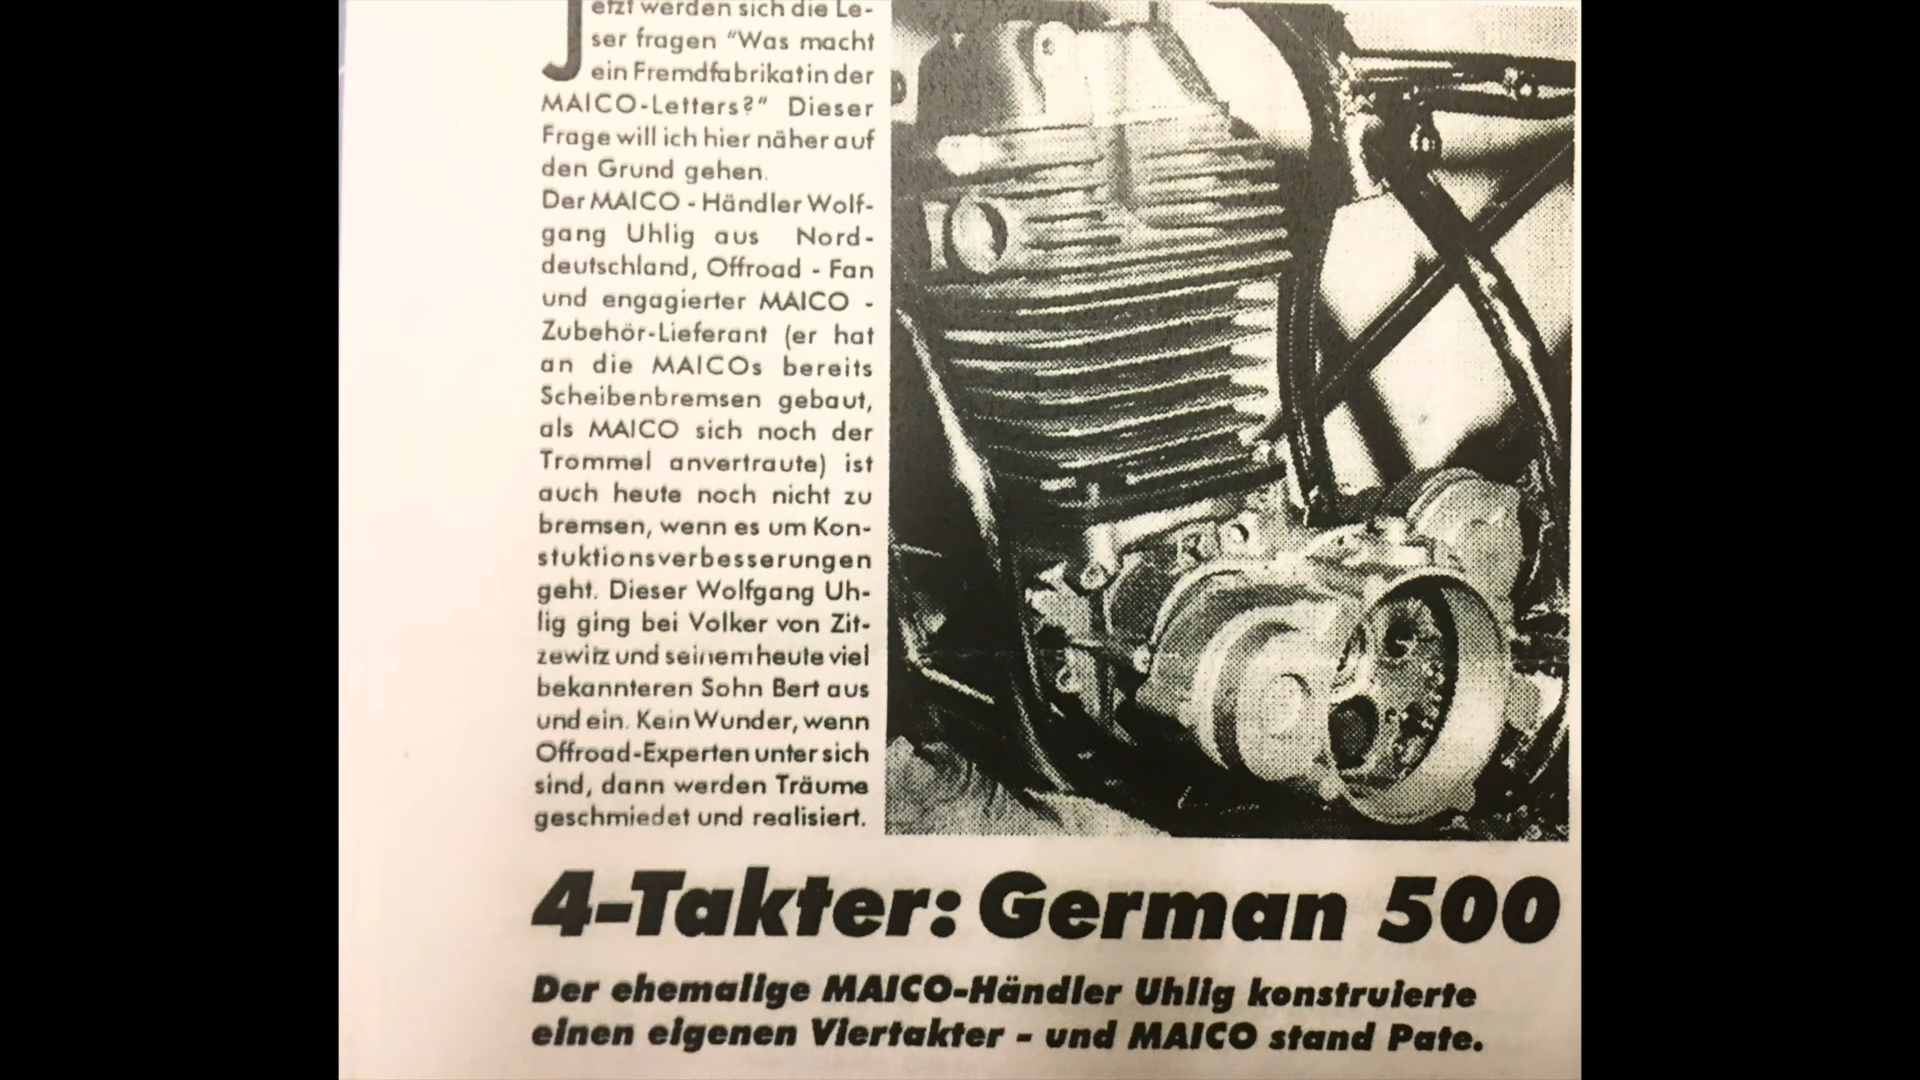 Jetzt werden sich die Le-
ser fragen "Was macht
ein Fremdfabrikat in der
MAICO-Letters?" Dieser
Frage will ich hier näher auf
den Grund gehen.
Der MAICO - Händler Wolf-
gang Uhlig aus Nord-
deutschland, Offroad - Fan
und engagierter MAICO -
Zubehör-Lieferant (er hat
an die MAICOs bereits
Scheibenbremsen gebaut,
als MAICO sich noch der
Trommel anvertraute) ist
auch heute noch nicht zu
bremsen, wenn es um Kon-
stuktionsverbesserungen
geht. Dieser Wolfgang Uh-
lig ging bei Volker von Zit-
zewitz und seinem heute viel
bekannteren Sohn Bert aus
und ein. Kein Wunder, wenn
Offroad-Experten unter sich
sind, dann werden Träume
geschmiedet und realisiert.
4-Takter: German 500
Der ehemalige MAICO-Händler Uhlig konstruierte
einen eigenen Viertakter - und MAICO stand Pate.